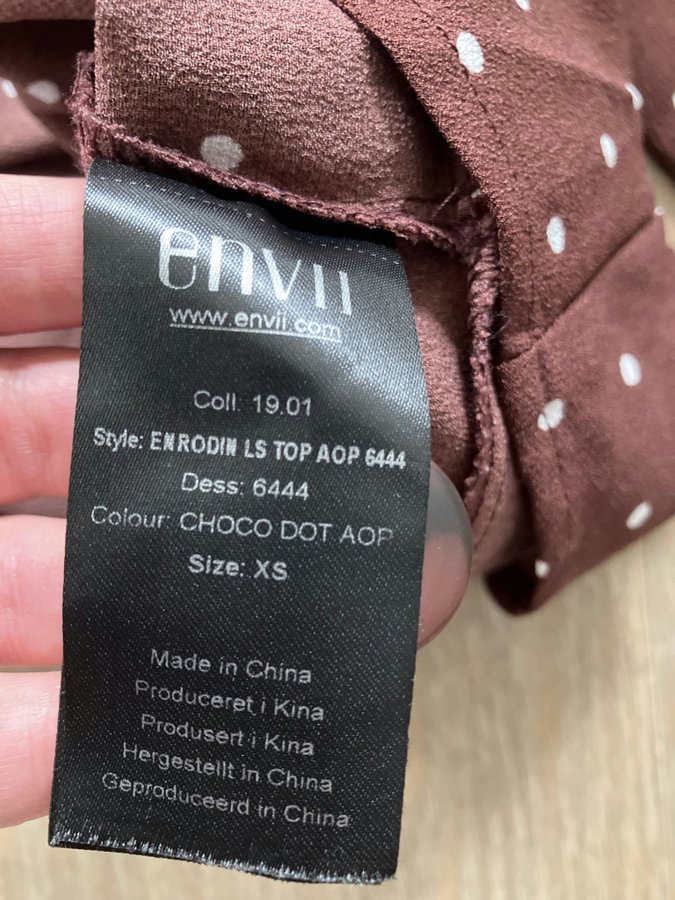 envii
www.envii.com
Coll: 19.01
Style: ENRODIN LS TOP AOP 6444
Dess: 6444
Colour: CHOCO DOT AOP
Size: XS
Made in China
Produceret i Kina
Produsert i Kina
Hergestellt in China
Geproduceerd in China